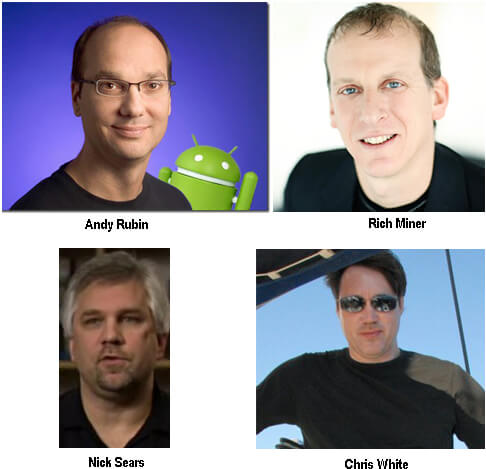 Andy Rubin
Rich Miner
Nick Sears
Chris White